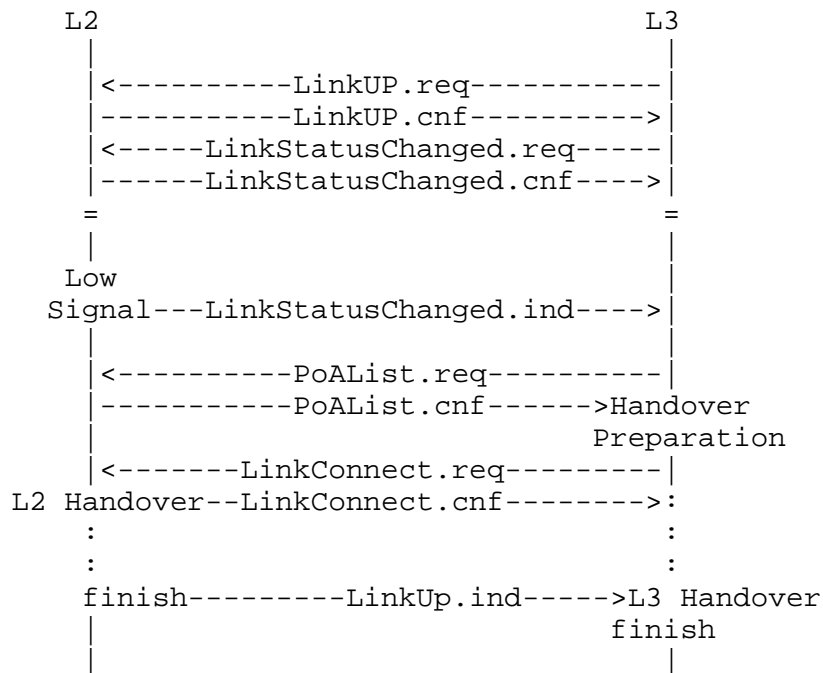 L2                             L3
 |                              |
 |<----------LinkUP.req-----------|
 |-----------LinkUP.cnf---------->|
 |<-----LinkStatusChanged.req-----|
 |------LinkStatusChanged.cnf---->|
 =                              =
 |                              |
Low                             |
Signal---LinkStatusChanged.ind---->|
 |                              |
 |<----------PoAList.req----------|
 |-----------PoAList.cnf------>Handover
 |                           Preparation
 |<-------LinkConnect.req---------|
L2 Handover--LinkConnect.cnf-------->:
 :                              :
 :                              :
finish---------LinkUp.ind----->L3 Handover
 |                            finish
 |                              |